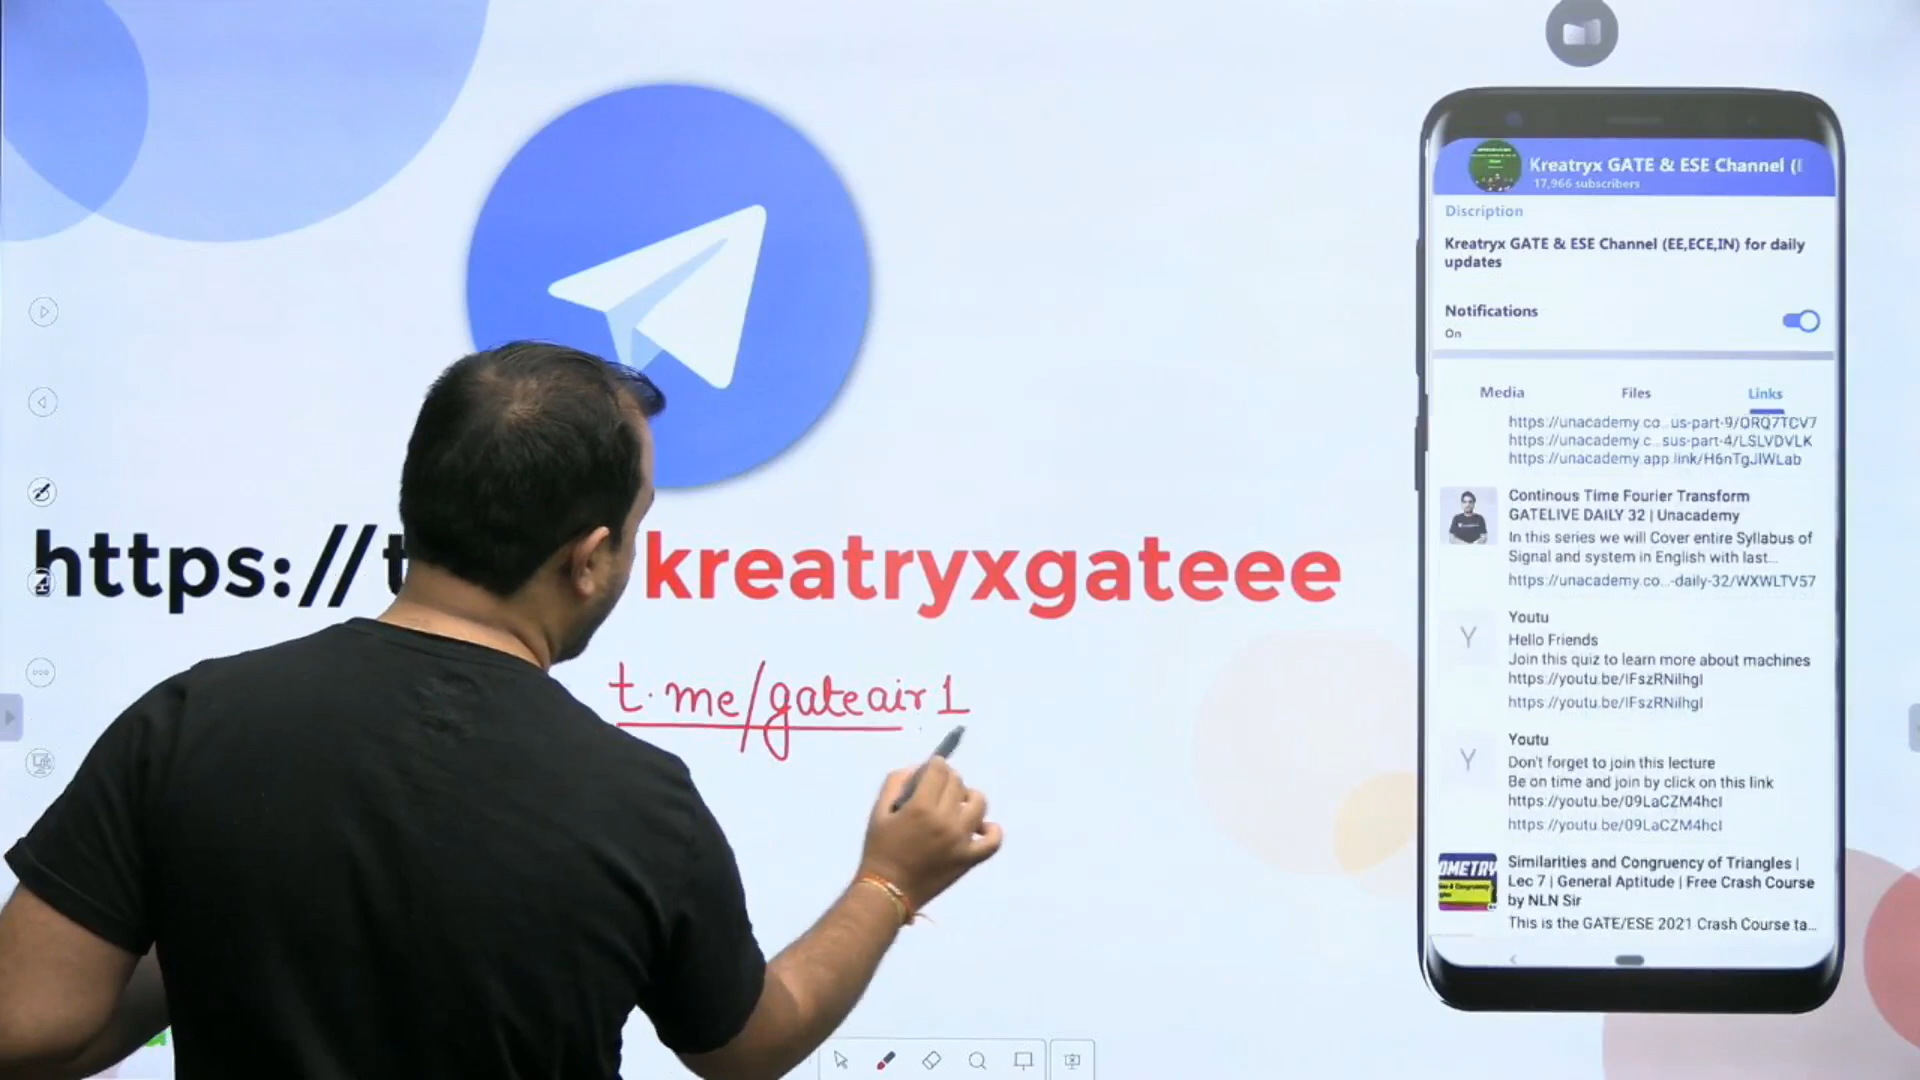 https://t
kreatryxgateee
t.me/gateair1
Kreatryx GATE & ESE Channel (
17,966 subscribers
Discription
Kreatryx GATE & ESE Channel (EE,ECE,IN) for daily
updates
Notifications
On
Media Files Links
https://unacademy.co...us-part-9/ORQ7TCV7
https://unacademy.c...sus-part-4/LSLVDVLK
https://unacademy.app.link/H6nTgJIWLab
Continous Time Fourier Transform
GATELIVE DAILY 32 | Unacademy
In this series we will Cover entire Syllabus of
Signal and system in English with last...
https://unacademy.co...-daily-32/WXWLTV57
Y
Youtu
Hello Friends
Join this quiz to learn more about machines
https://youtu.be/IFszRNilhgI
https://youtu.be/IFszRNilhgI
Y
Youtu
Don't forget to join this lecture
Be on time and join by click on this link
https://youtu.be/09LaCZM4hcI
https://youtu.be/09LaCZM4hcI
OMETRY
Similarities and Congruency of Triangles |
Lec 7 | General Aptitude | Free Crash Course
by NLN Sir
This is the GATE/ESE 2021 Crash Course ta...